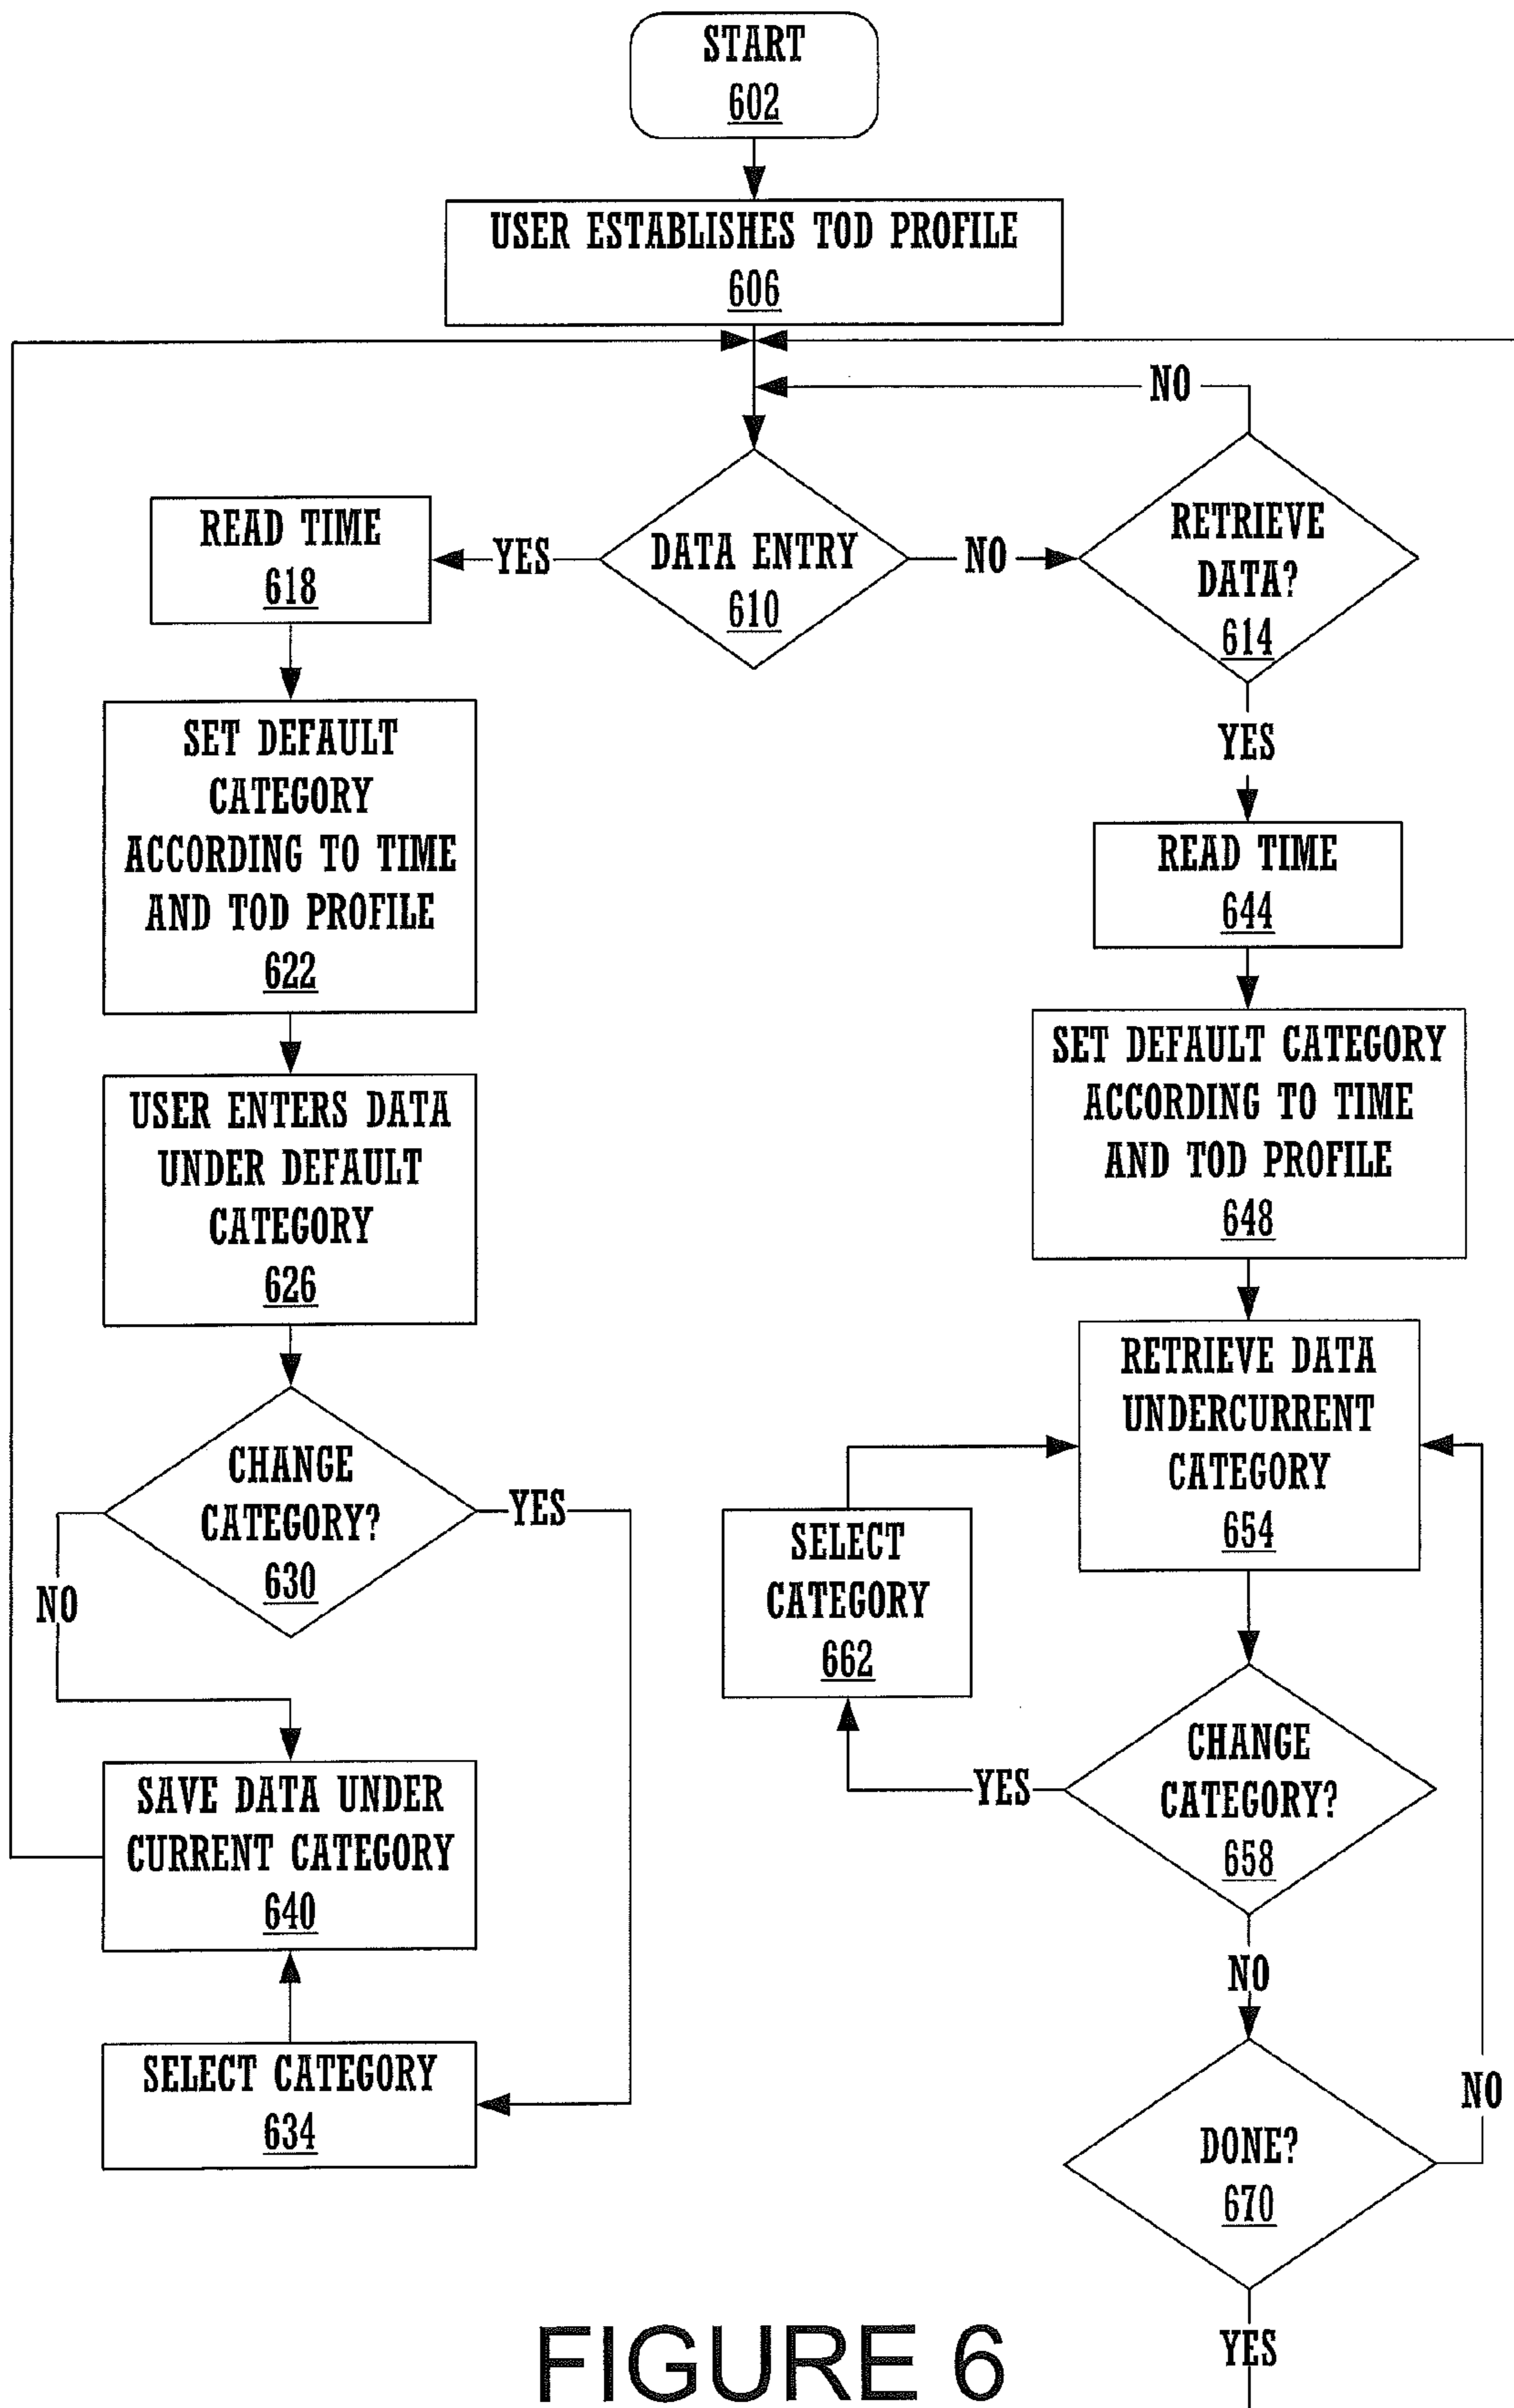 START
602
USER ESTABLISHES TOD PROFILE
606
NO
DATA ENTRY
610
YES
NO
RETRIEVE
DATA?
614
READ TIME
618
SET DEFAULT
CATEGORY
ACCORDING TO TIME
AND TOD PROFILE
622
USER ENTERS DATA
UNDER DEFAULT
CATEGORY
626
CHANGE
CATEGORY?
630
YES
NO
SAVE DATA UNDER
CURRENT CATEGORY
640
SELECT CATEGORY
634
YES
READ TIME
644
SET DEFAULT CATEGORY
ACCORDING TO TIME
AND TOD PROFILE
648
RETRIEVE DATA
UNDERCURRENT
CATEGORY
654
SELECT
CATEGORY
662
CHANGE
CATEGORY?
658
YES
NO
DONE?
670
NO
YES
FIGURE 6